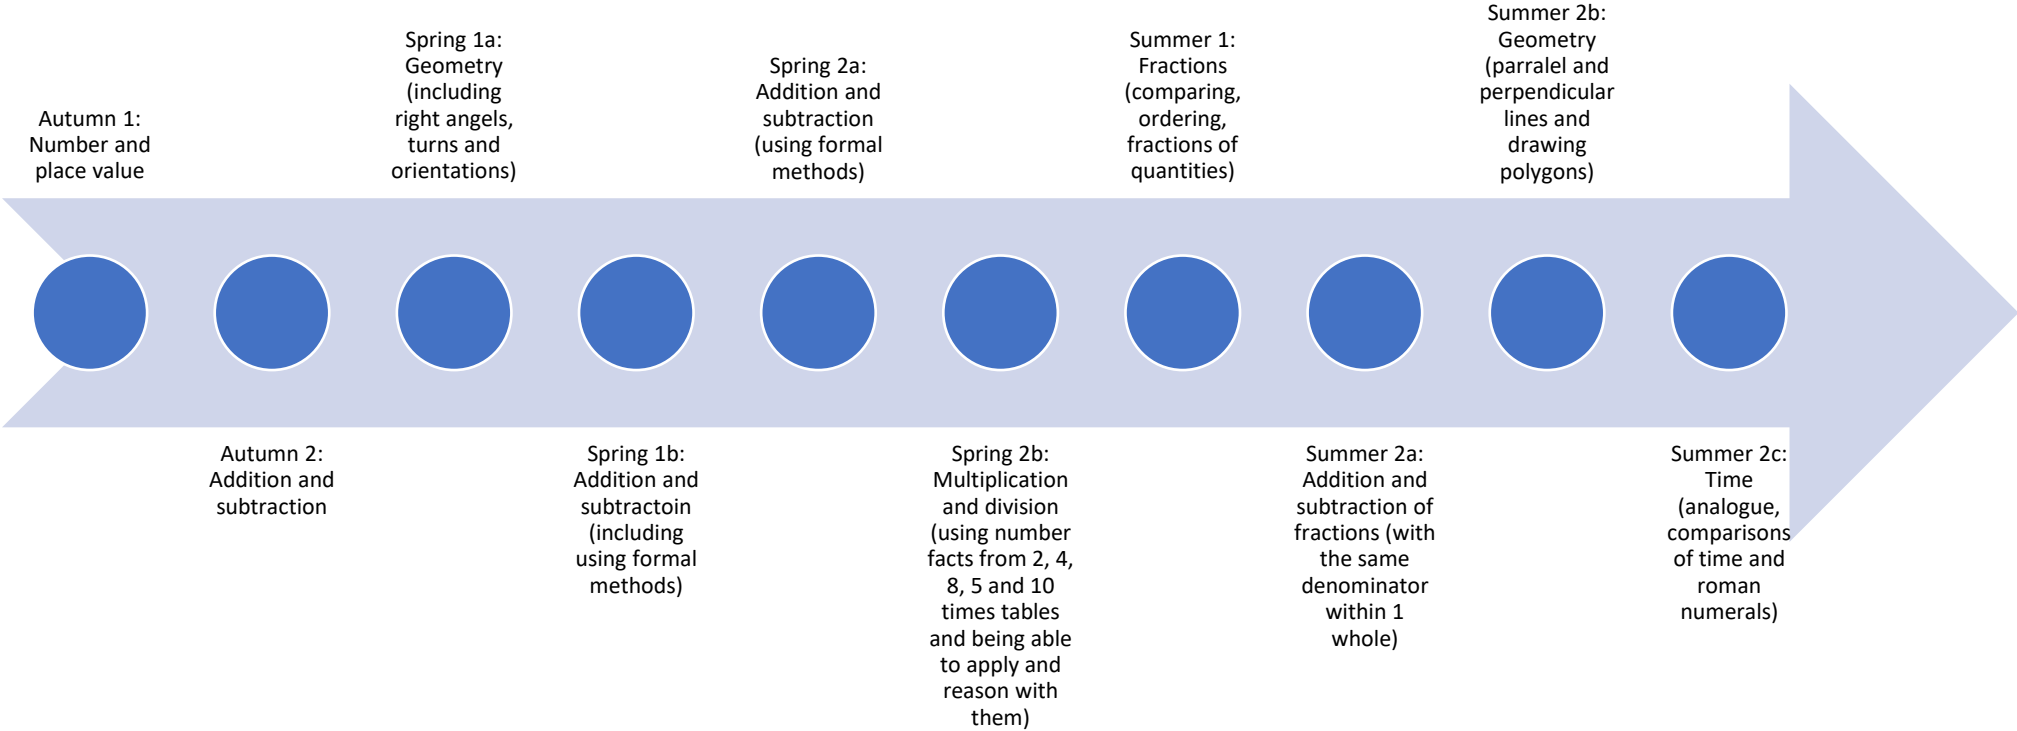 Autumn 1:
Number and
place value
Autumn 2:
Addition and
subtraction
Spring 1a:
Geometry
(including
right angels,
turns and
orientations)
Spring 1b:
Addition and
subtractoin
(including
using formal
methods)
Spring 2a:
Addition and
subtraction
(using formal
methods)
Spring 2b:
Multiplication
and division
(using number
facts from 2, 4,
8, 5 and 10
times tables
and being able
to apply and
reason with
them)
Summer 1:
Fractions
(comparing,
ordering,
fractions of
quantities)
Summer 2a:
Addition and
subtraction of
fractions (with
the same
denominator
within 1
whole)
Summer 2b:
Geometry
(parralel and
perpendicular
lines and
drawing
polygons)
Summer 2c:
Time
(analogue,
comparisons
of time and
roman
numerals)